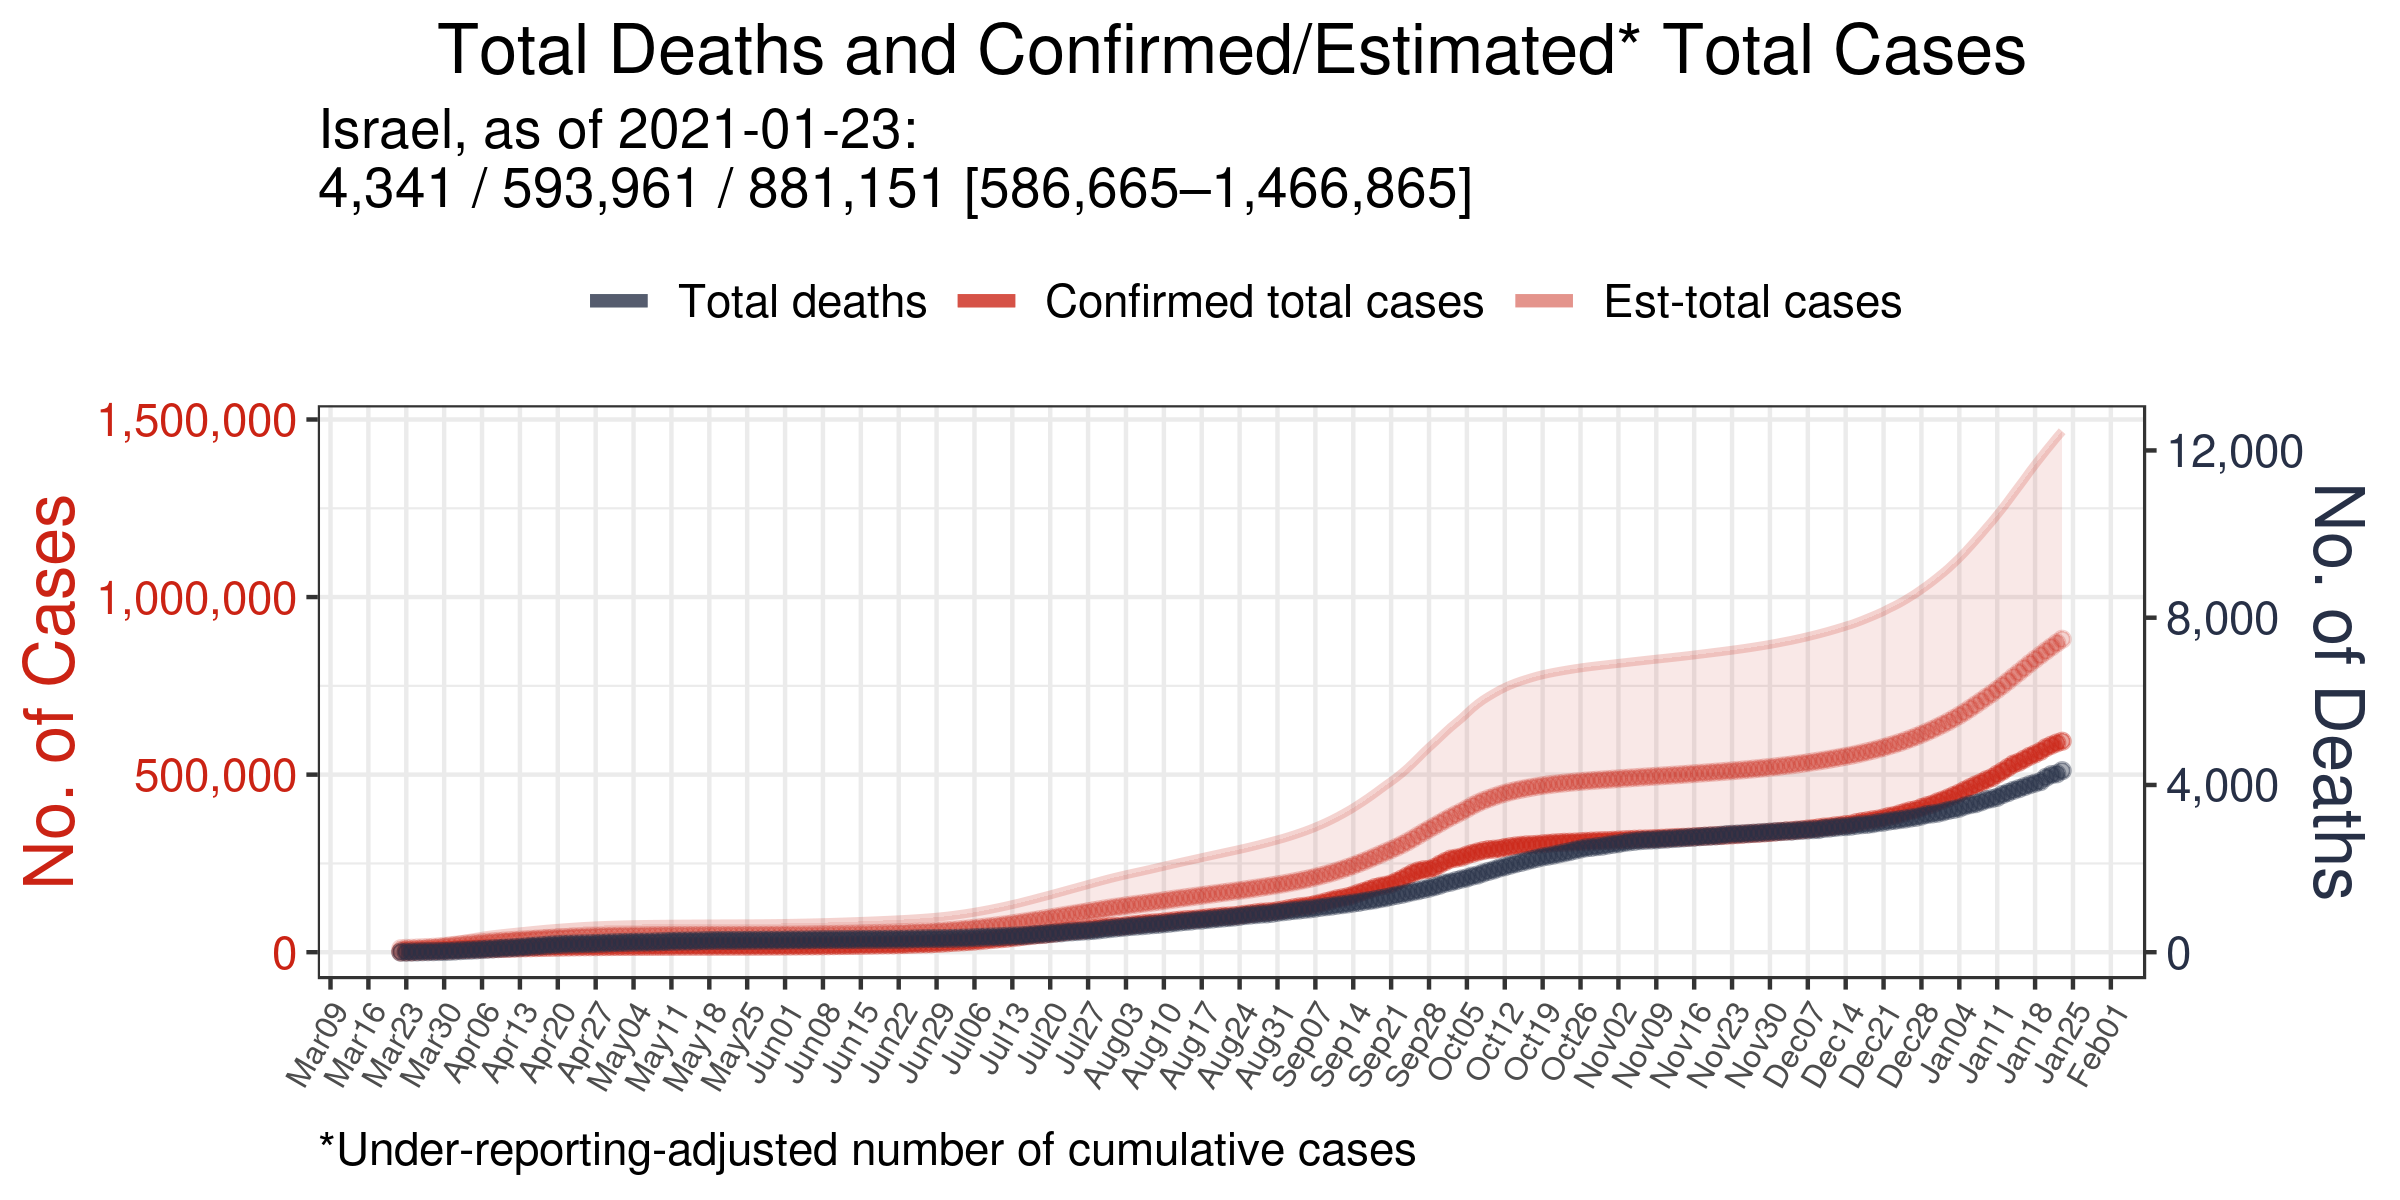 Total Deaths and Confirmed/Estimated* Total Cases
Israel, as of 2021-01-23:
4,341 / 593,961 / 881,151 [586,665–1,466,865]
Total deaths
Confirmed total cases
Est-total cases
No. of Cases
1,500,000
1,000,000
500,000
0
12,000
8,000
4,000
0
No. of Deaths
Mar09
Mar16
Mar23
Mar30
Apr06
Apr13
Apr20
Apr27
May04
May11
May18
May25
Jun01
Jun08
Jun15
Jun22
Jun29
Jul06
Jul13
Jul20
Jul27
Aug03
Aug10
Aug17
Aug24
Aug31
Sep07
Sep14
Sep21
Sep28
Oct05
Oct12
Oct19
Oct26
Nov02
Nov09
Nov16
Nov23
Nov30
Dec07
Dec14
Dec21
Dec28
Jan04
Jan11
Jan18
Jan25
Feb01
*Under-reporting-adjusted number of cumulative cases